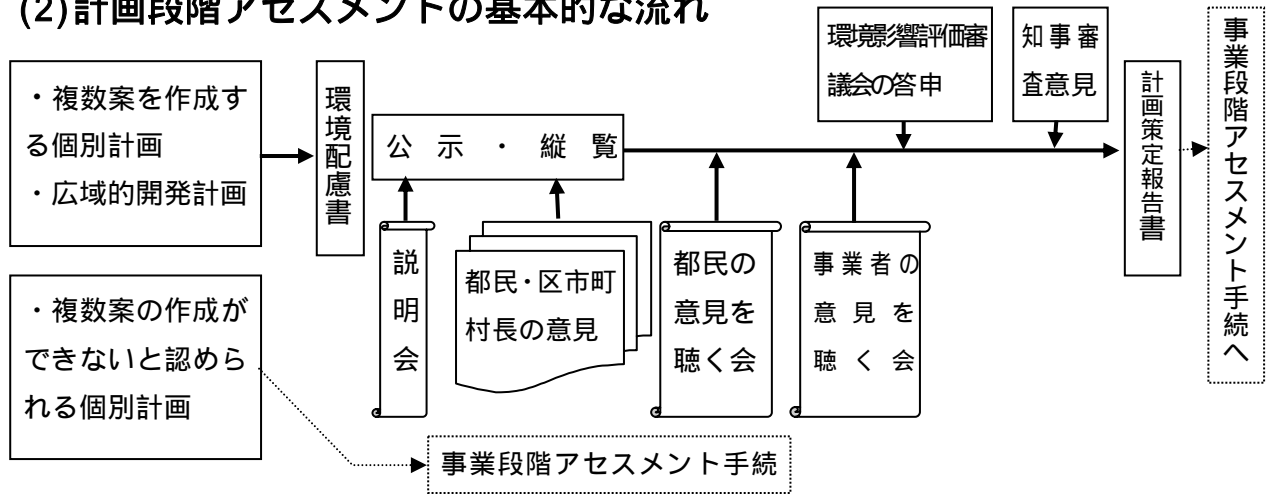 (2)計画段階アセスメントの基本的な流れ
・複数案を作成す
る個別計画
・広域的開発計画
環境配慮書
公示・縦覧
説明会
都民・区市町
村長の意見
都民の
意見を
聴く会
事業者の
意見を
聴く会
環境影響評価審
議会の答申
知事審
査意見
計画策定報告書
事業段階アセスメント手続へ
・複数案の作成が
できないと認めら
れる個別計画
事業段階アセスメント手続